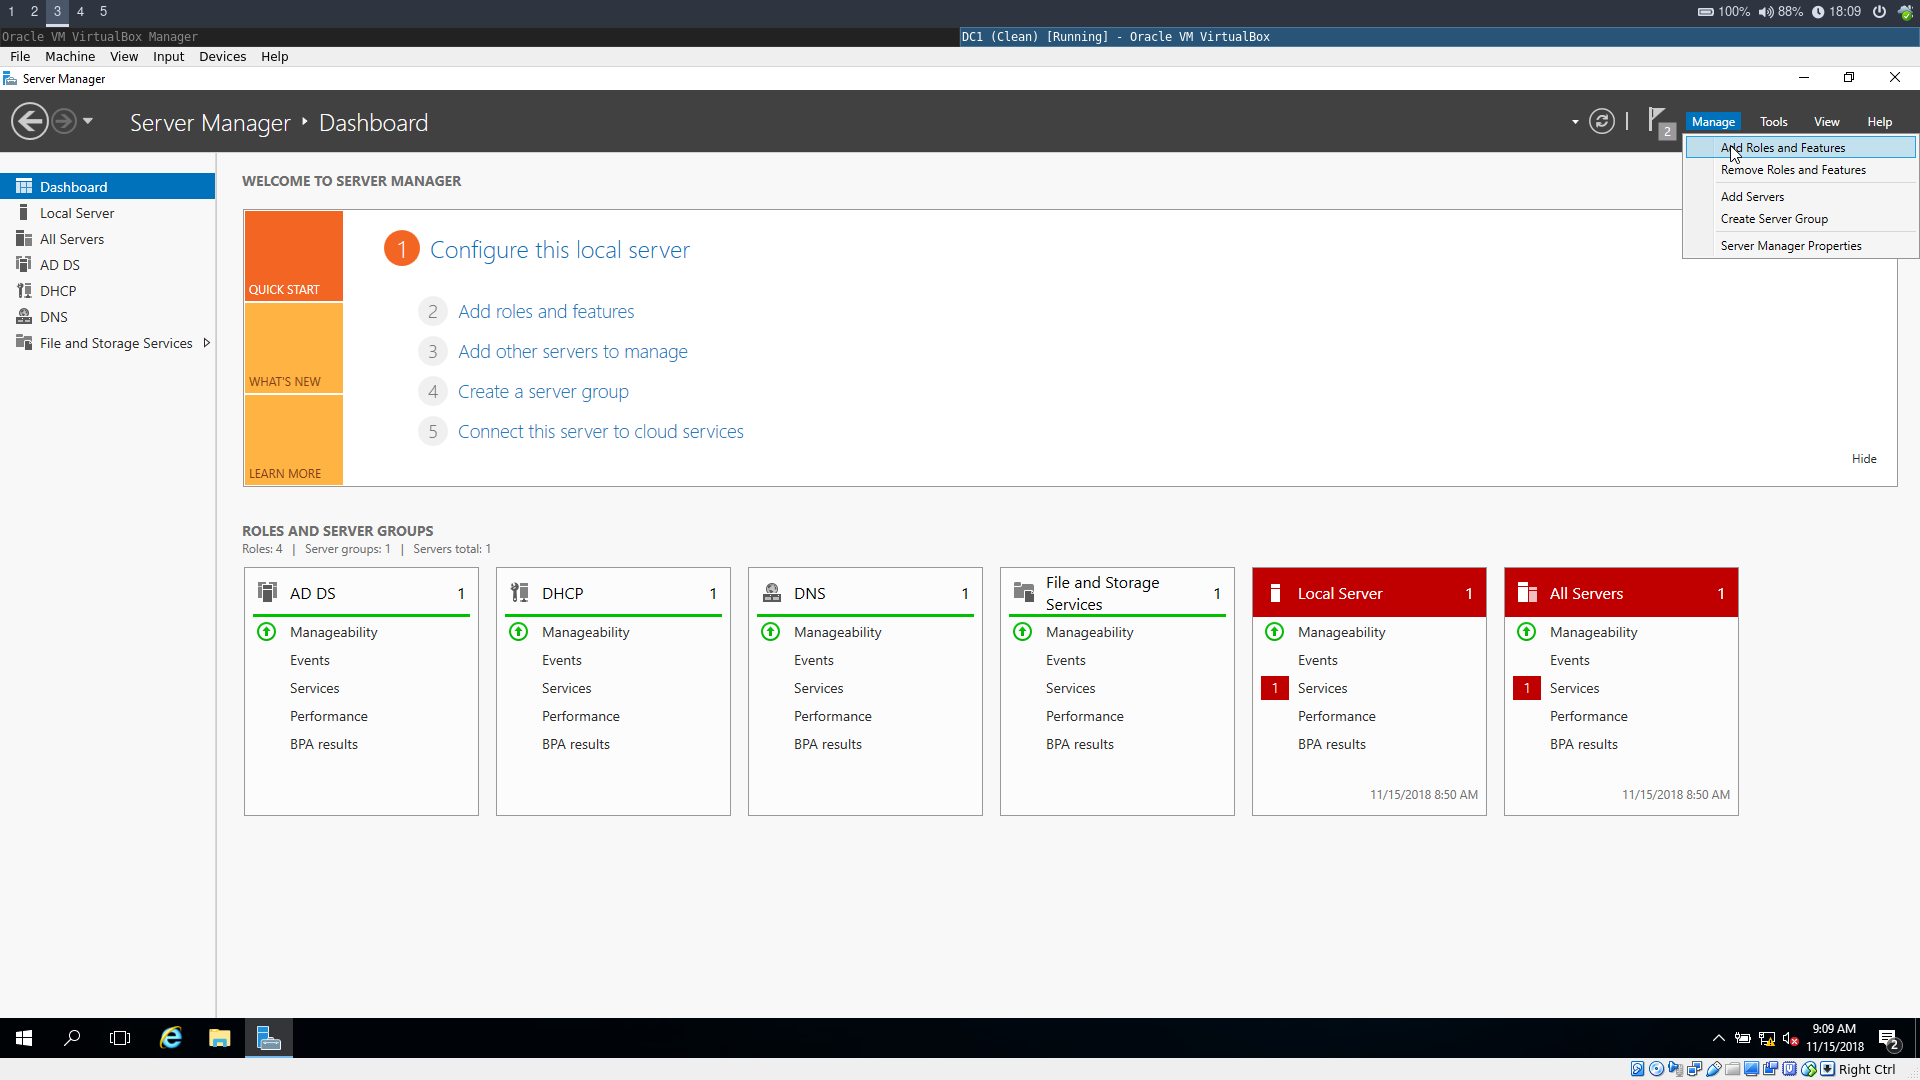 1 2 3 4 5
100% 88% 18:09
Oracle VM VirtualBox Manager
DC1 (Clean) [Running] - Oracle VM VirtualBox
File Machine View Input Devices Help
Server Manager
Server Manager Dashboard
2
Manage Tools View Help
Add Roles and Features
Remove Roles and Features
Add Servers
Create Server Group
Server Manager Properties
Dashboard
Local Server
All Servers
AD DS
DHCP
DNS
File and Storage Services
WELCOME TO SERVER MANAGER
QUICK START
WHAT'S NEW
LEARN MORE
1 Configure this local server
2 Add roles and features
3 Add other servers to manage
4 Create a server group
5 Connect this server to cloud services
Hide
ROLES AND SERVER GROUPS
Roles: 4 | Server groups: 1 | Servers total: 1
AD DS 1
Manageability
Events
Services
Performance
BPA results
DHCP 1
Manageability
Events
Services
Performance
BPA results
DNS 1
Manageability
Events
Services
Performance
BPA results
File and Storage
Services 1
Manageability
Events
Services
Performance
BPA results
Local Server 1
Manageability
Events
1 Services
Performance
BPA results
11/15/2018 8:50 AM
All Servers 1
Manageability
Events
1 Services
Performance
BPA results
11/15/2018 8:50 AM
9:09 AM
11/15/2018
2
Right Ctrl